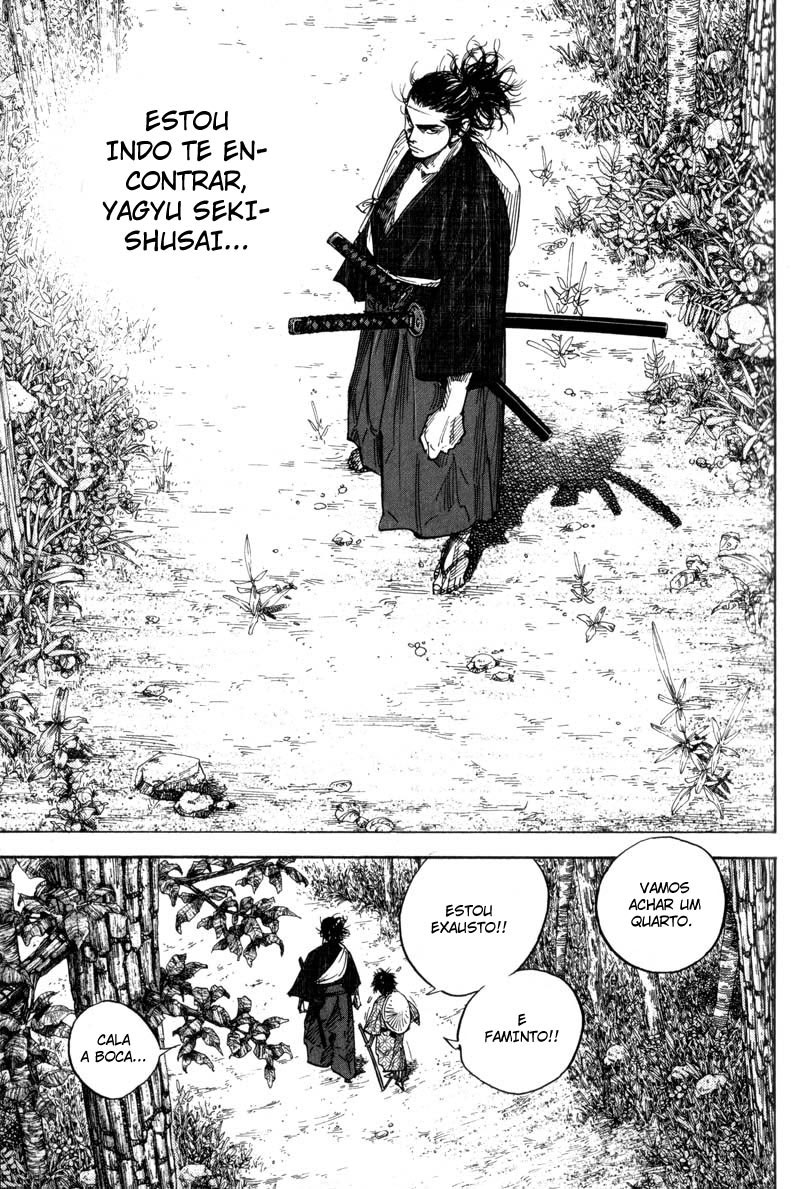 ESTOU
INDO TE EN-
CONTRAR,
YAGYU SEKI-
SHUSAI...
VAMOS
ACHAR UM
QUARTO.
ESTOU
EXAUSTO!!
E
FAMINTO!!
CALA
A BOCA...